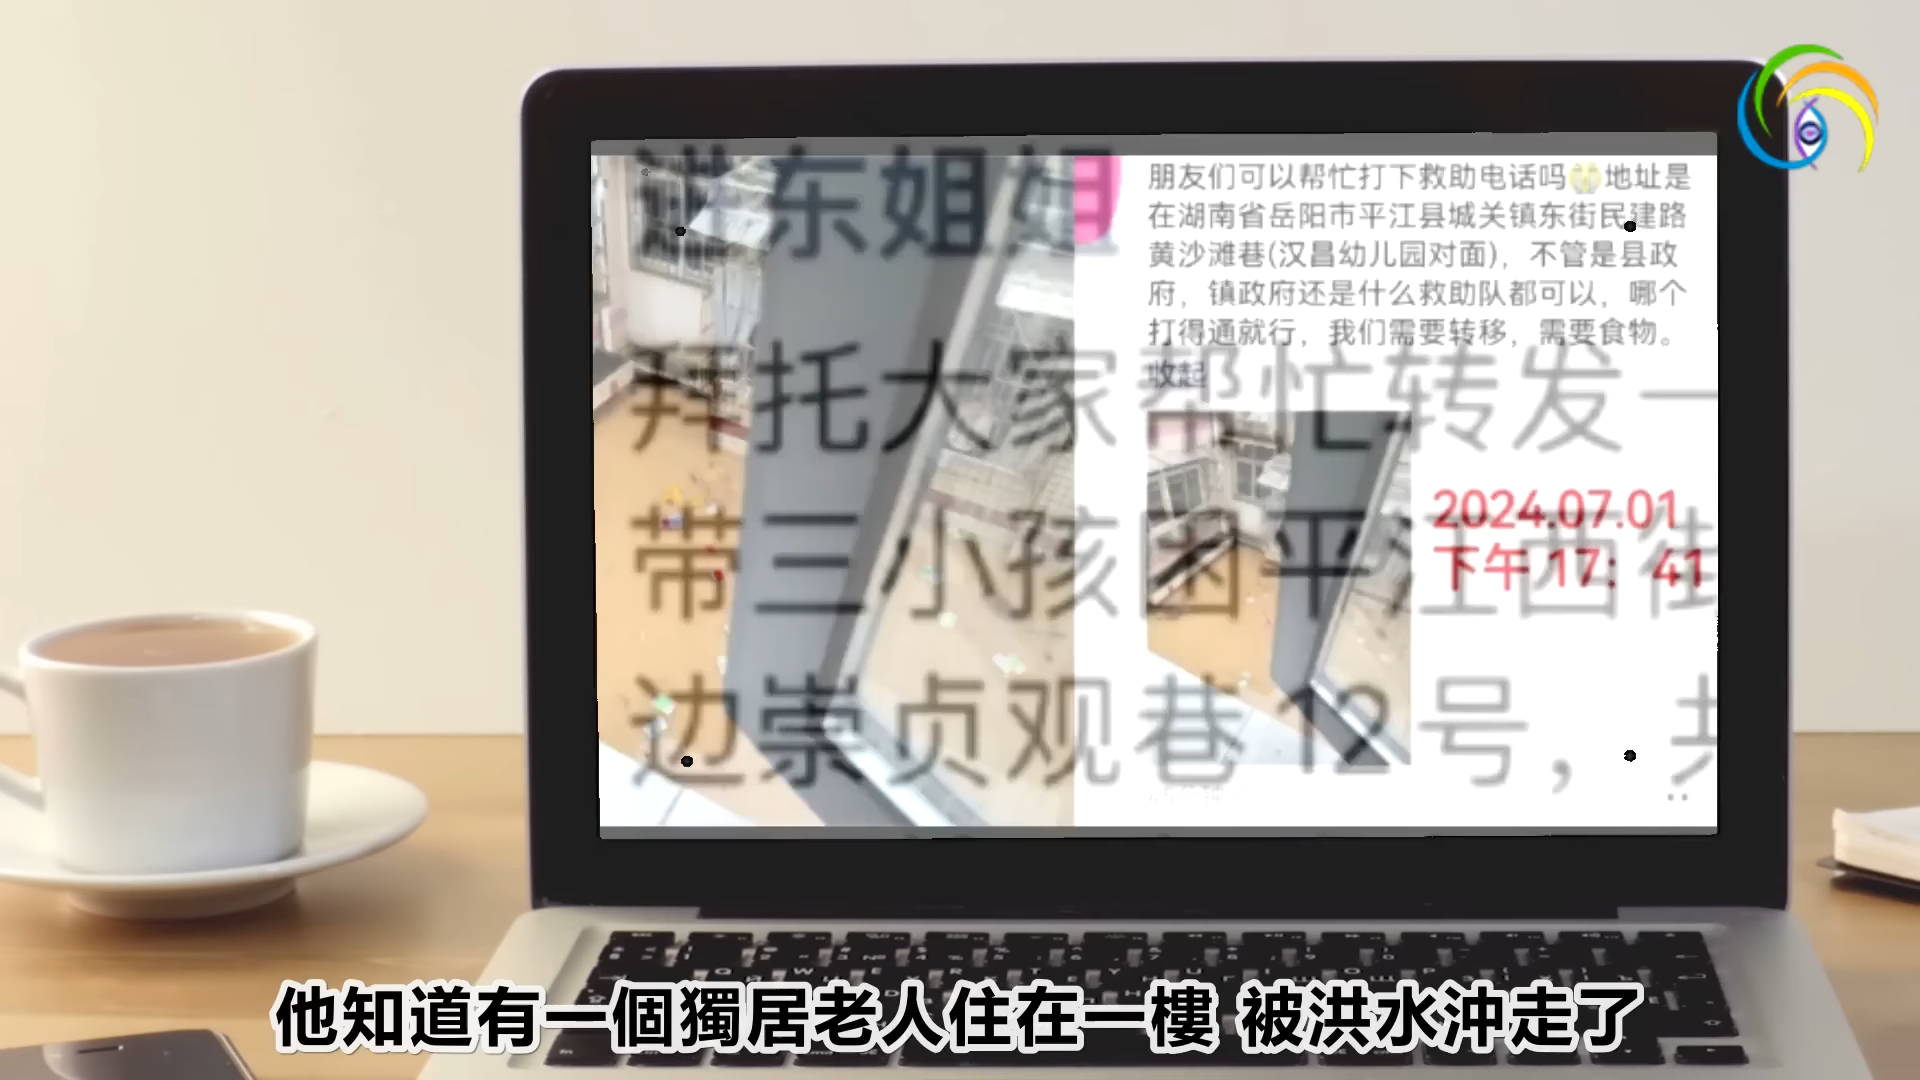 东姐姐
拜托大家帮忙转发一
带三小孩困平江西街
边崇贞观巷12号，共
朋友们可以帮忙打下救助电话吗🙏地址是
在湖南省岳阳市平江县城关镇东街民建路
黄沙滩巷(汉昌幼儿园对面)，不管是县政
府，镇政府还是什么救助队都可以，哪个
打得通就行，我们需要转移，需要食物。
收起
2024.07.01
下午 17：41
他知道有一個獨居老人住在一樓 被洪水沖走了